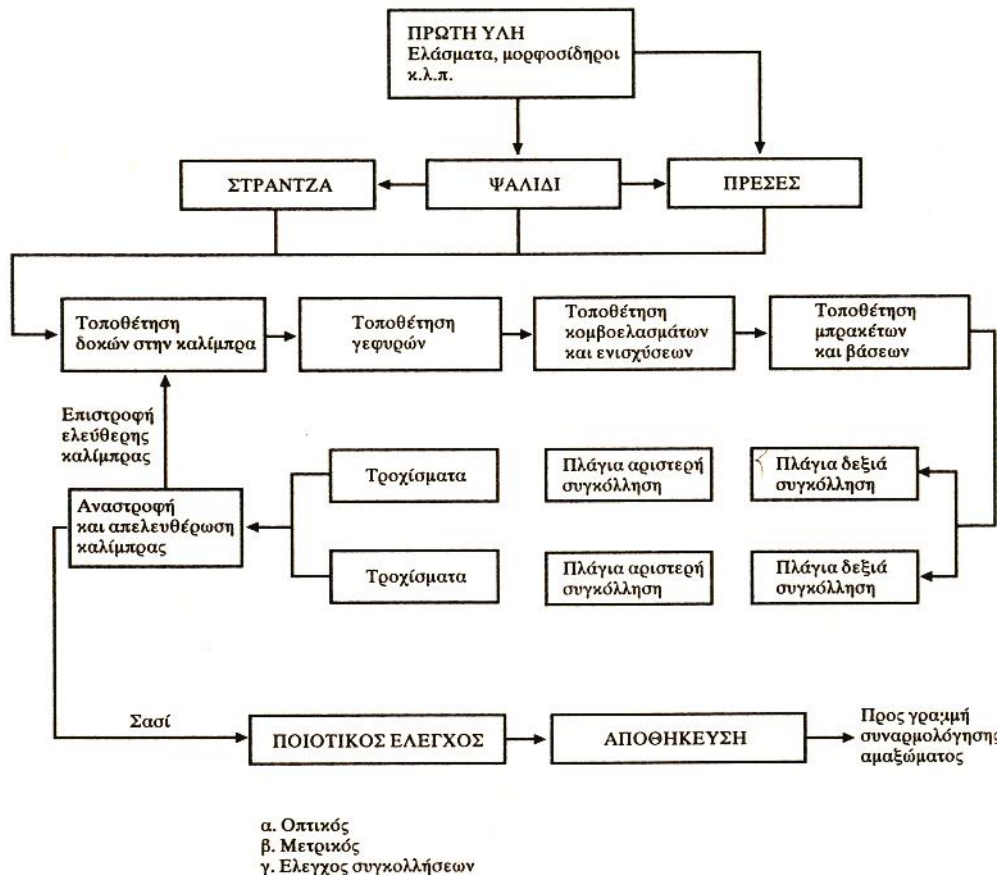 ΠΡΩΤΗ ΥΛΗ
Ελάσματα, μορφοσίδηροι
κ.λ.π.
ΣΤΡΑΝΤΖΑ
ΨΑΛΙΔΙ
ΠΡΕΣΕΣ
Τοποθέτηση
δοκών στην καλίμπρα
Τοποθέτηση
γεφυρών
Τοποθέτηση
κομβοελασμάτων
και ενισχύσεων
Τοποθέτηση
μπρακέτων
και βάσεων
Επιστροφή
ελεύθερης
καλίμπρας
Τροχίσματα
Πλάγια αριστερή
συγκόλληση
Πλάγια δεξιά
συγκόλληση
Αναστροφή
και απελευθέρωση
καλίμπρας
Τροχίσματα
Πλάγια αριστερή
συγκόλληση
Πλάγια δεξιά
συγκόλληση
Σασί
ΠΟΙΟΤΙΚΟΣ ΕΛΕΓΧΟΣ
ΑΠΟΘΗΚΕΥΣΗ
Προς γραμμή
συναρμολόγησης
αμαξώματος
α. Οπτικός
β. Μετρικός
γ. Ελεγχος συγκολλήσεων